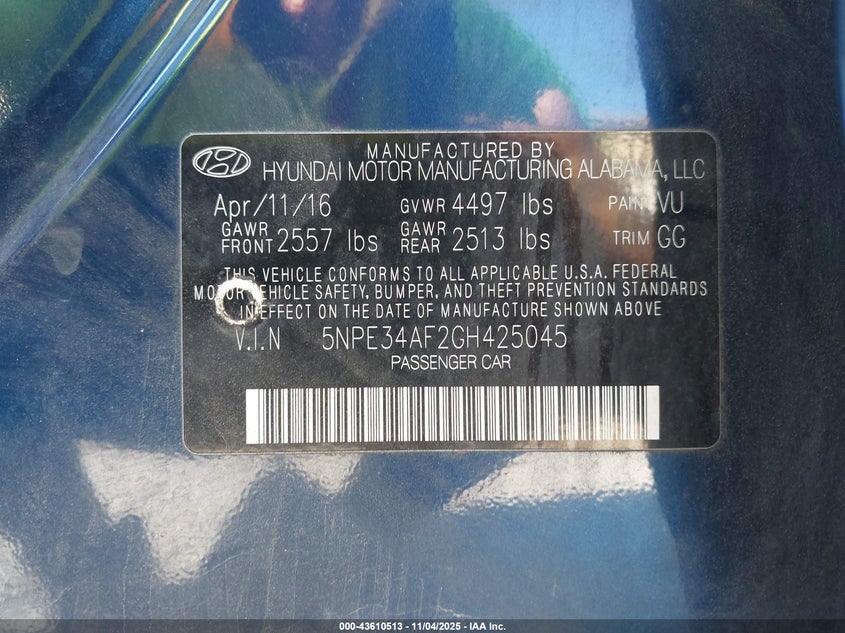 MANUFACTURED BY
HYUNDAI MOTOR MANUFACTURING ALABAMA, LLC
Apr/11/16 GVWR 4497 lbs PAINT VU
GAWR FRONT 2557 lbs GAWR REAR 2513 lbs TRIM GG
THIS VEHICLE CONFORMS TO ALL APPLICABLE U.S.A. FEDERAL
MOTOR VEHICLE SAFETY, BUMPER, AND THEFT PREVENTION STANDARDS
IN EFFECT ON THE DATE OF MANUFACTURE SHOWN ABOVE
V.I.N 5NPE34AF2GH425045
PASSENGER CAR
000-43610513 - 11/04/2025 - IAA Inc.